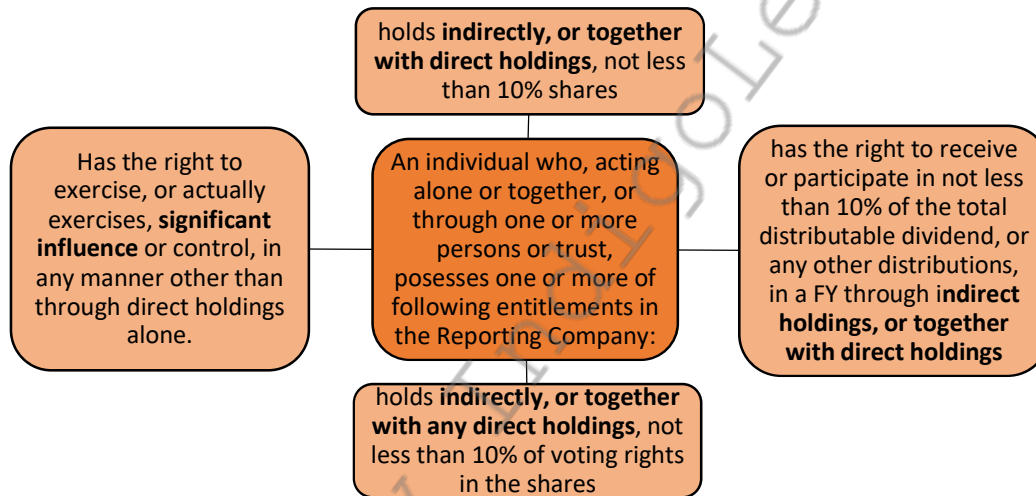 holds indirectly, or together
with direct holdings, not less
than 10% shares
Has the right to
exercise, or actually
exercises, significant
influence or control, in
any manner other than
through direct holdings
alone.
An individual who, acting
alone or together, or
through one or more
persons or trust,
posesses one or more of
following entitlements in
the Reporting Company:
has the right to receive
or participate in not less
than 10% of the total
distributable dividend, or
any other distributions,
in a FY through indirect
holdings, or together
with direct holdings
holds indirectly, or together
with any direct holdings, not
less than 10% of voting rights
in the shares